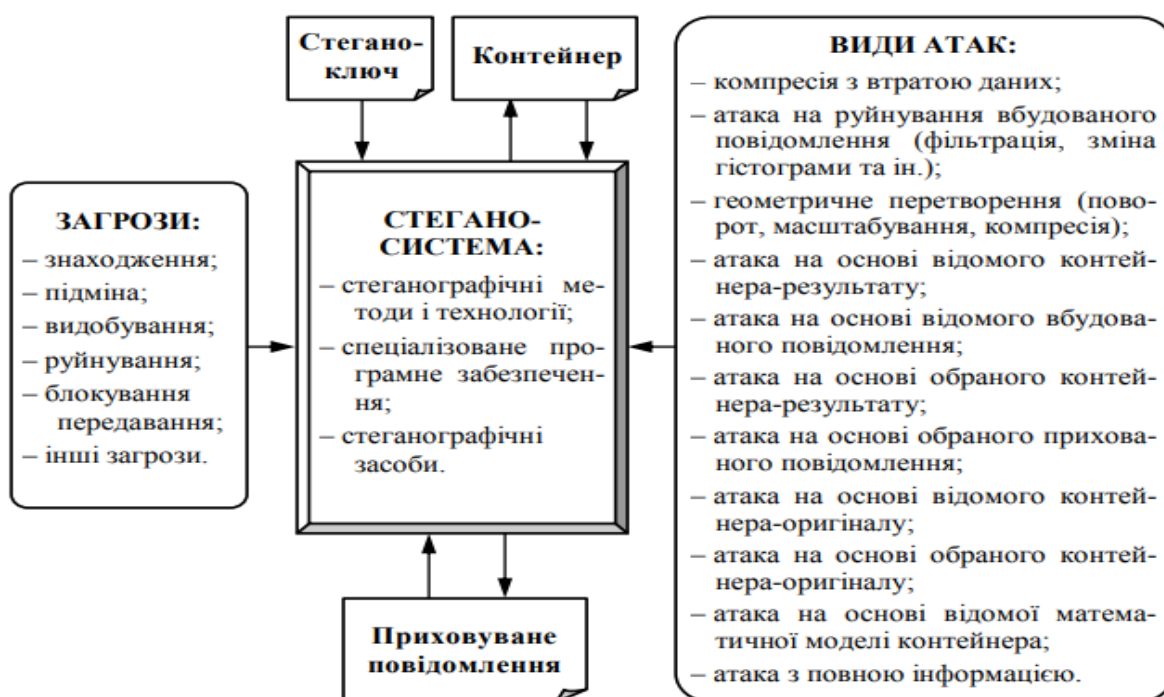 Стегано-
ключ
Контейнер
ЗАГРОЗИ:
– знаходження;
– підміна;
– видобування;
– руйнування;
– блокування
передавання;
– інші загрози.
СТЕГАНО-
СИСТЕМА:
– стеганографічні ме-
тоди і технології;
– спеціалізоване про-
грамне забезпечен-
ня;
– стеганографічні
засоби.
Приховуване
повідомлення
ВИДИ АТАК:
– компресія з втратою даних;
– атака на руйнування вбудованого
повідомлення (фільтрація, зміна
гістограми та ін.);
– геометричне перетворення (пово-
рот, масштабування, компресія);
– атака на основі відомого контей-
нера-результату;
– атака на основі відомого вбудова-
ного повідомлення;
– атака на основі обраного контей-
нера-результату;
– атака на основі обраного прихова-
ного повідомлення;
– атака на основі відомого контей-
нера-оригіналу;
– атака на основі обраного контей-
нера-оригіналу;
– атака на основі відомої матема-
тичної моделі контейнера;
– атака з повною інформацією.